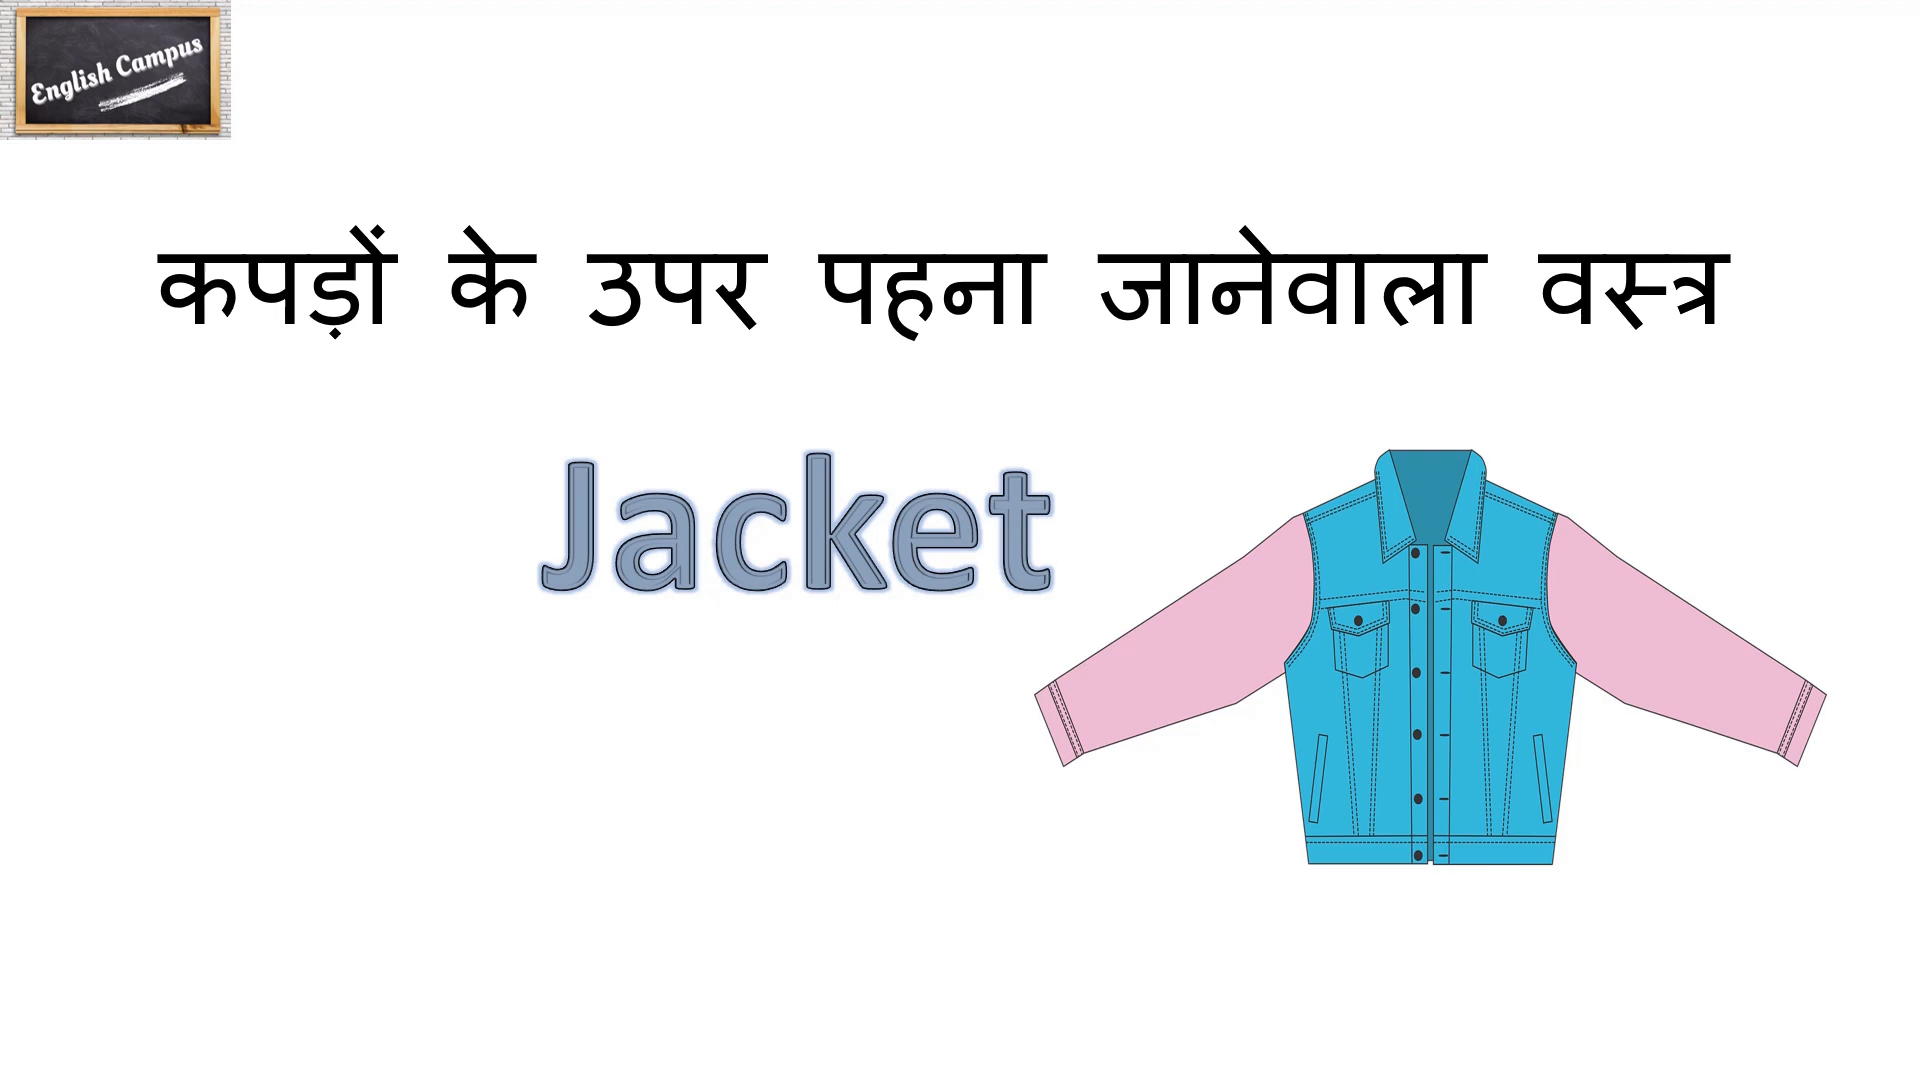 English Campus
कपड़ों के उपर पहना जानेवाला वस्त्र
Jacket